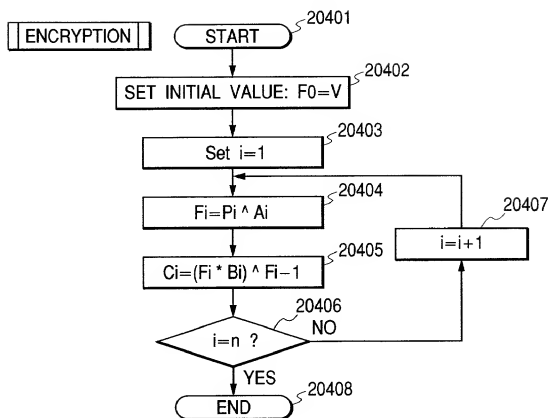 20401
ENCRYPTION
START
20402
SET INITIAL VALUE: F0=V
20403
Set i=1
20404
20407
Fi=Pi ^ Ai
i=i+1
20405
Ci=(Fi * Bi) ^ Fi−1
20406
i=n ?
NO
YES
20408
END